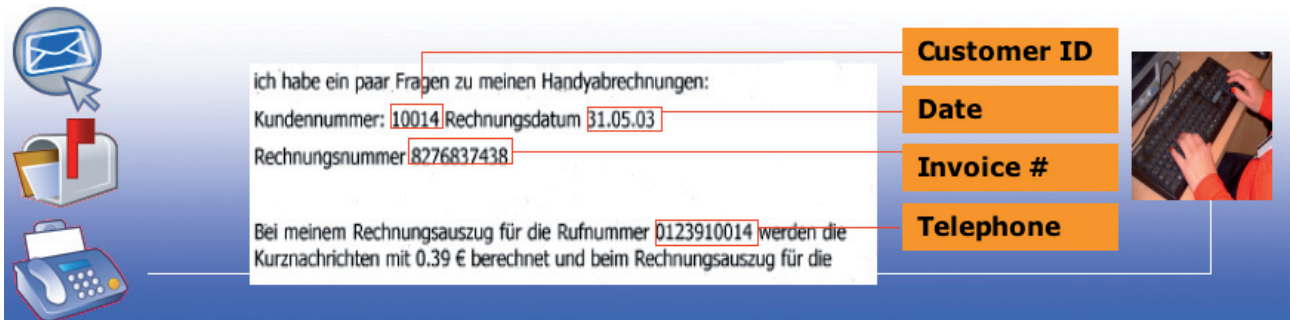 ich habe ein paar Fragen zu meinen Handyabrechnungen:
Kundennummer: 10014 Rechnungsdatum 31.05.03
Rechnungsnummer 8276837438
Bei meinem Rechnungsauszug für die Rufnummer 0123910014 werden die
Kurznachrichten mit 0.39 € berechnet und beim Rechnungsauszug für die
Customer ID
Date
Invoice #
Telephone